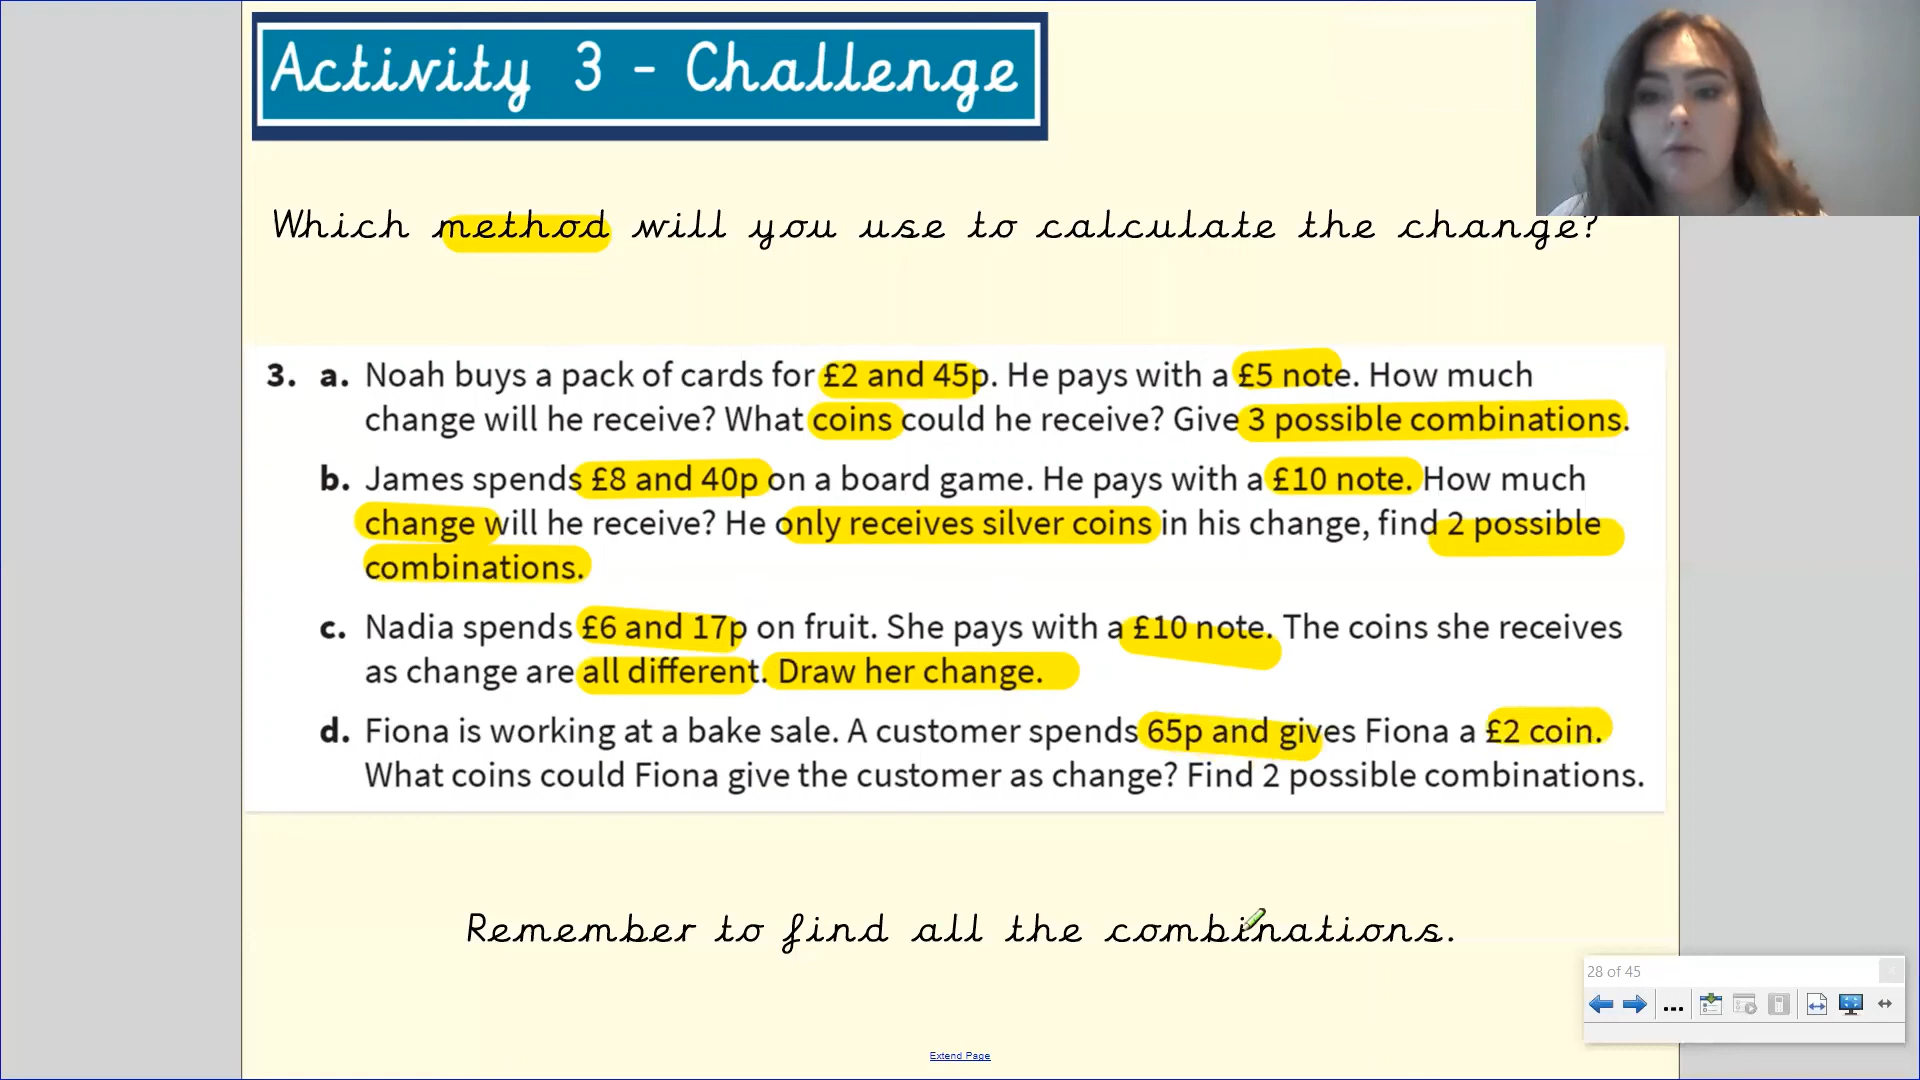 Activity 3 - Challenge
Which method will you use to calculate the change?
3. a. Noah buys a pack of cards for £2 and 45p. He pays with a £5 note. How much
change will he receive? What coins could he receive? Give 3 possible combinations.
b. James spends £8 and 40p on a board game. He pays with a £10 note. How much
change will he receive? He only receives silver coins in his change, find 2 possible
combinations.
c. Nadia spends £6 and 17p on fruit. She pays with a £10 note. The coins she receives
as change are all different. Draw her change.
d. Fiona is working at a bake sale. A customer spends 65p and gives Fiona a £2 coin.
What coins could Fiona give the customer as change? Find 2 possible combinations.
Remember to find all the combinations.
28 of 45
...
Extend Page